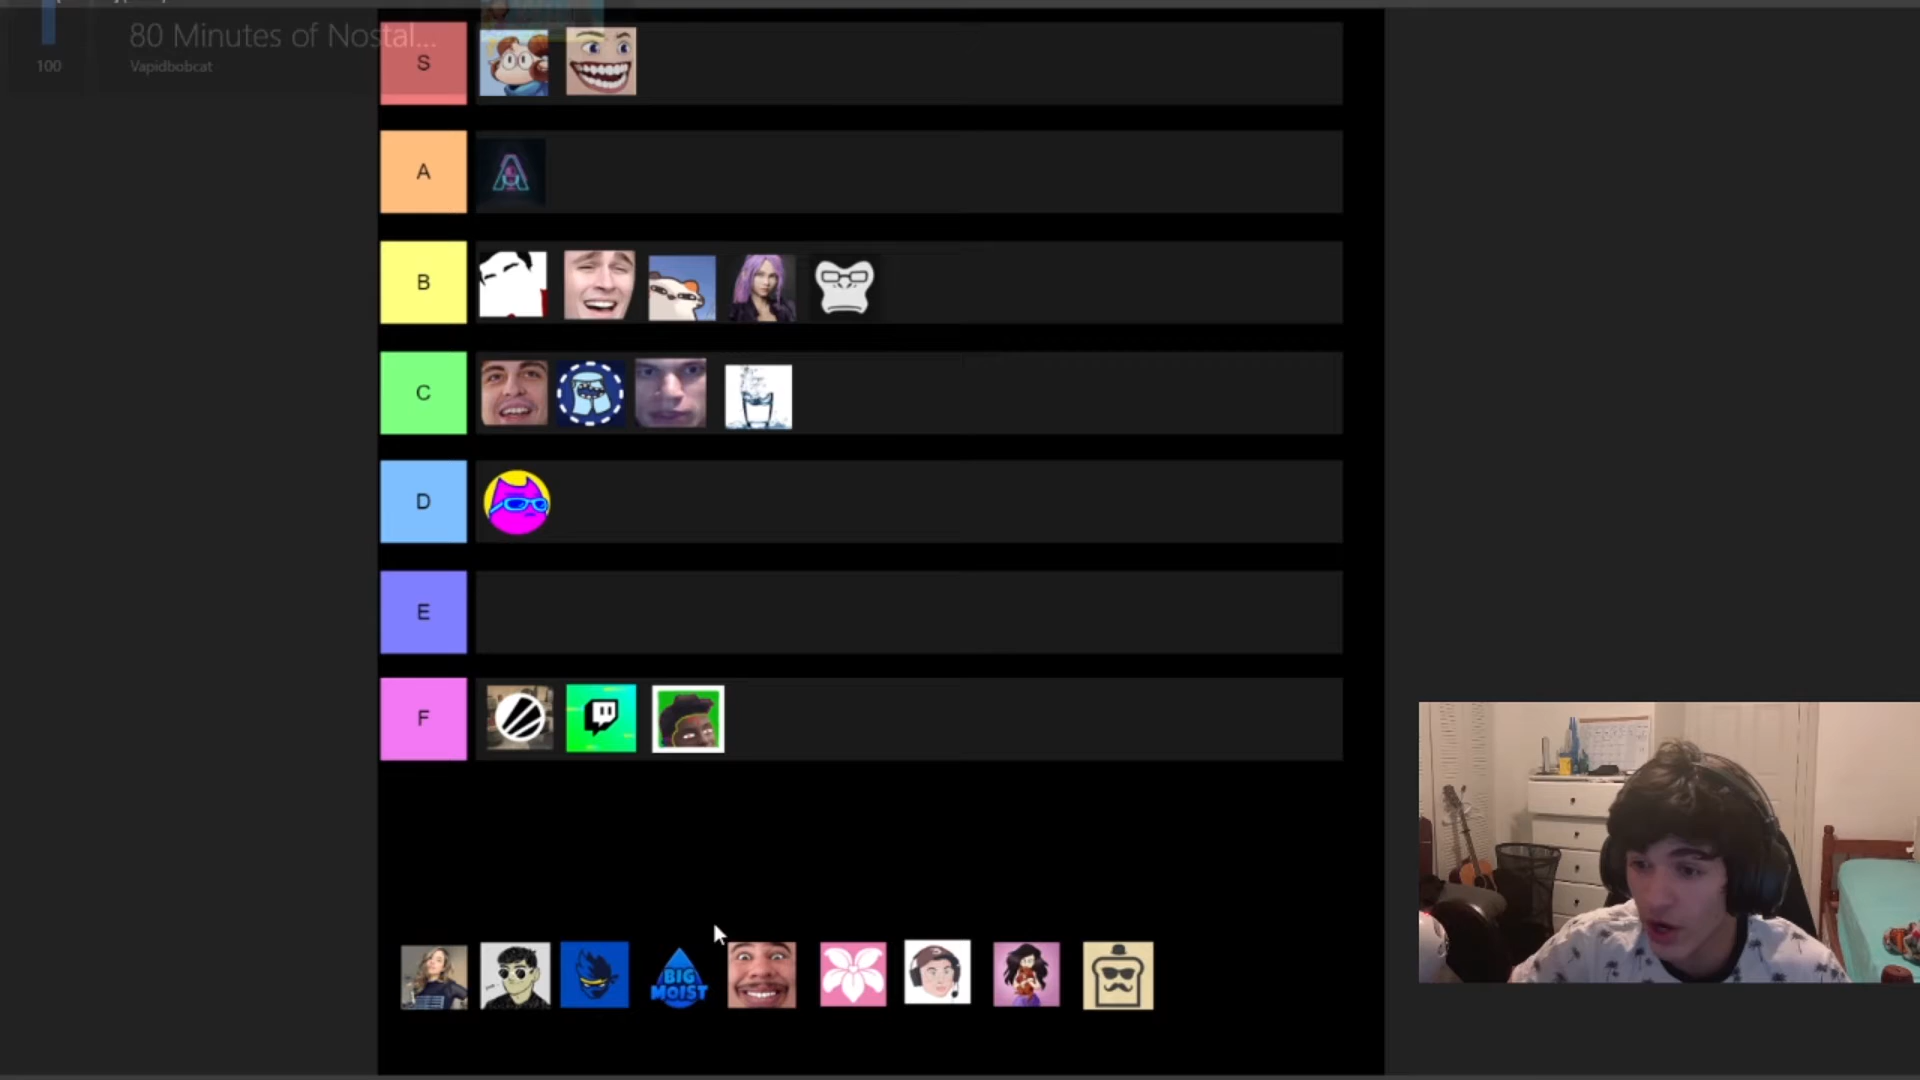 80 Minutes of Nostal...
100
Vapidbobcat
S
A
B
C
D
E
F
BIG
MOIST